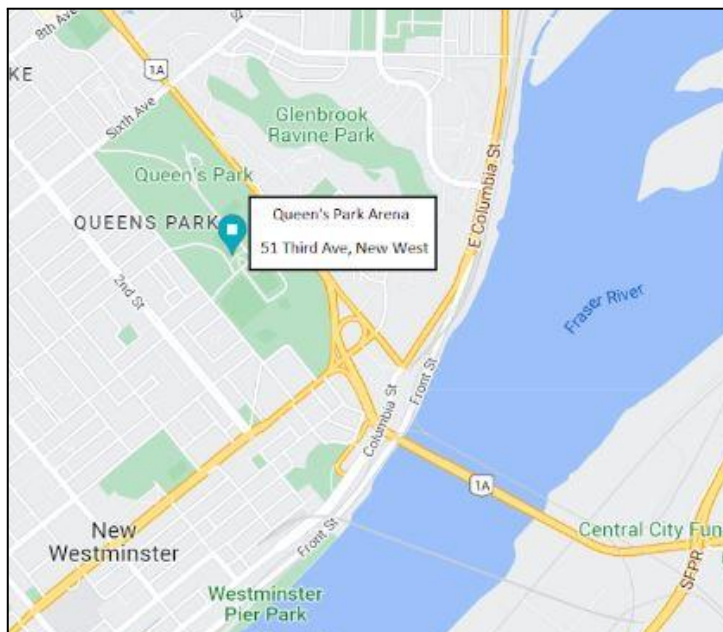 8th Ave
KE
1A
Sixth Ave
Glenbrook
Ravine Park
Queen's Park
QUEENS PARK
Queen's Park Arena
51 Third Ave, New West
E Columbia St
2nd St
Fraser River
Front St
Columbia St
1A
New
Westminster
Front St
Central City Fun
SFPR
Westminster
Pier Park